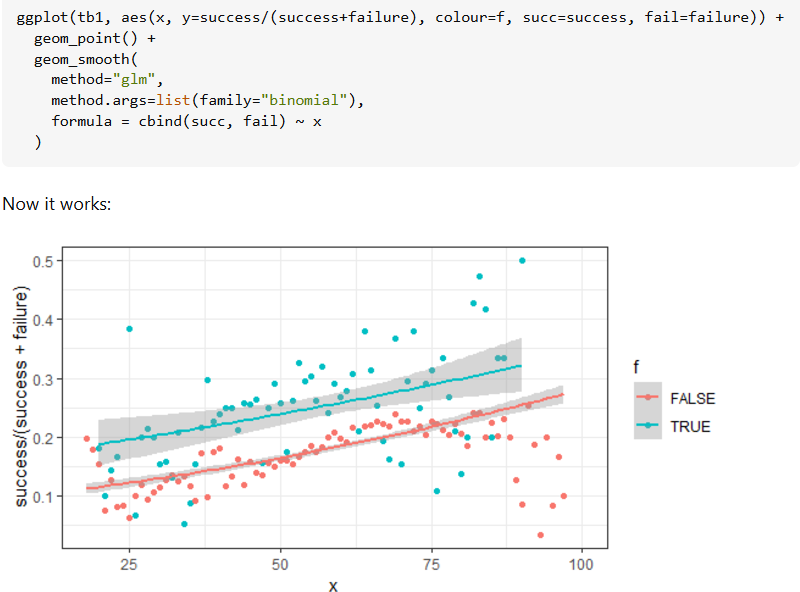 ggplot(tb1, aes(x, y=success/(success+failure), colour=f, succ=success, fail=failure)) +
  geom_point() +
  geom_smooth(
    method="glm",
    method.args=list(family="binomial"),
    formula = cbind(succ, fail) ~ x
  )
Now it works:
success/(success + failure)
0.5
0.4
0.3
0.2
0.1
25
50
75
100
x
f
FALSE
TRUE